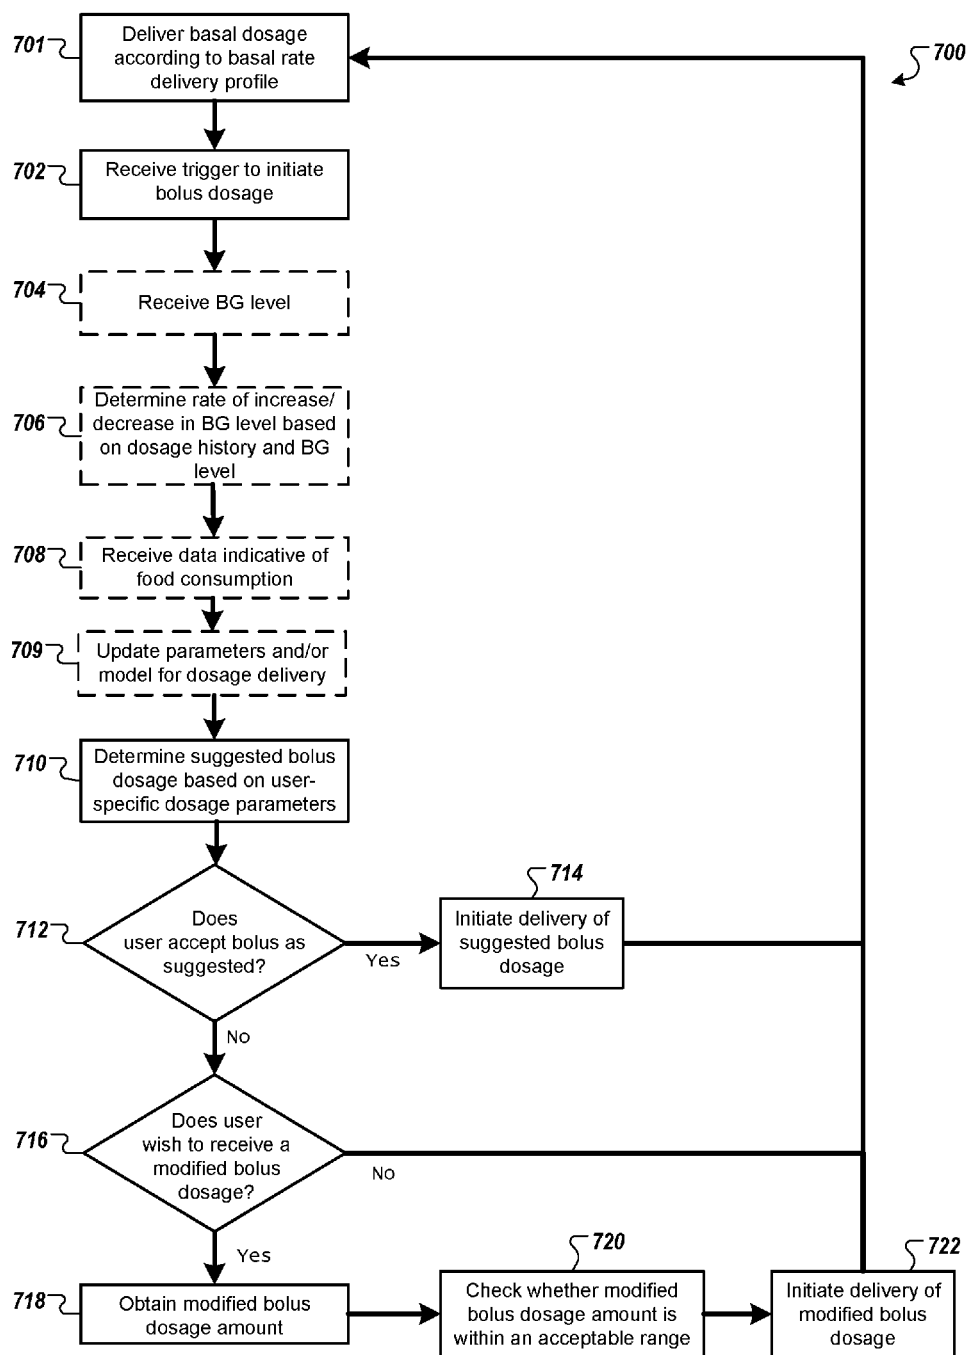 701
Deliver basal dosage
according to basal rate
delivery profile
700
702
Receive trigger to initiate
bolus dosage
704
Receive BG level
706
Determine rate of increase/
decrease in BG level based
on dosage history and BG
level
708
Receive data indicative of
food consumption
709
Update parameters and/or
model for dosage delivery
710
Determine suggested bolus
dosage based on user-
specific dosage parameters
712
Does
user accept bolus as
suggested?
Yes
No
714
Initiate delivery of
suggested bolus
dosage
716
Does user
wish to receive a
modified bolus
dosage?
No
Yes
718
Obtain modified bolus
dosage amount
720
Check whether modified
bolus dosage amount is
within an acceptable range
722
Initiate delivery of
modified bolus
dosage